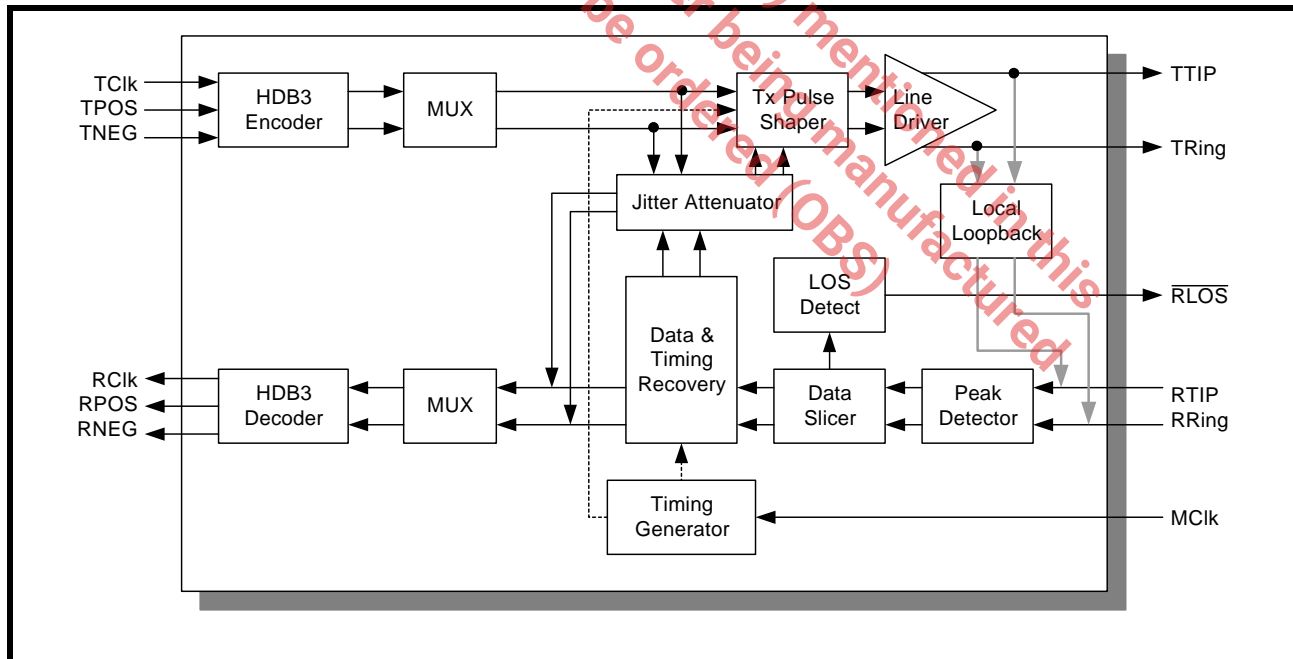 TClk
TPOS
TNEG
HDB3
Encoder
MUX
Tx Pulse
Shaper
Line
Driver
TTIP
TRing
Jitter Attenuator
Local
Loopback
LOS
Detect
RLOS
Data &
Timing
Recovery
RClk
RPOS
RNEG
HDB3
Decoder
MUX
Data
Slicer
Peak
Detector
RTIP
RRing
Timing
Generator
MClk
) mentioned in this
being manufactured
be ordered (OBS)